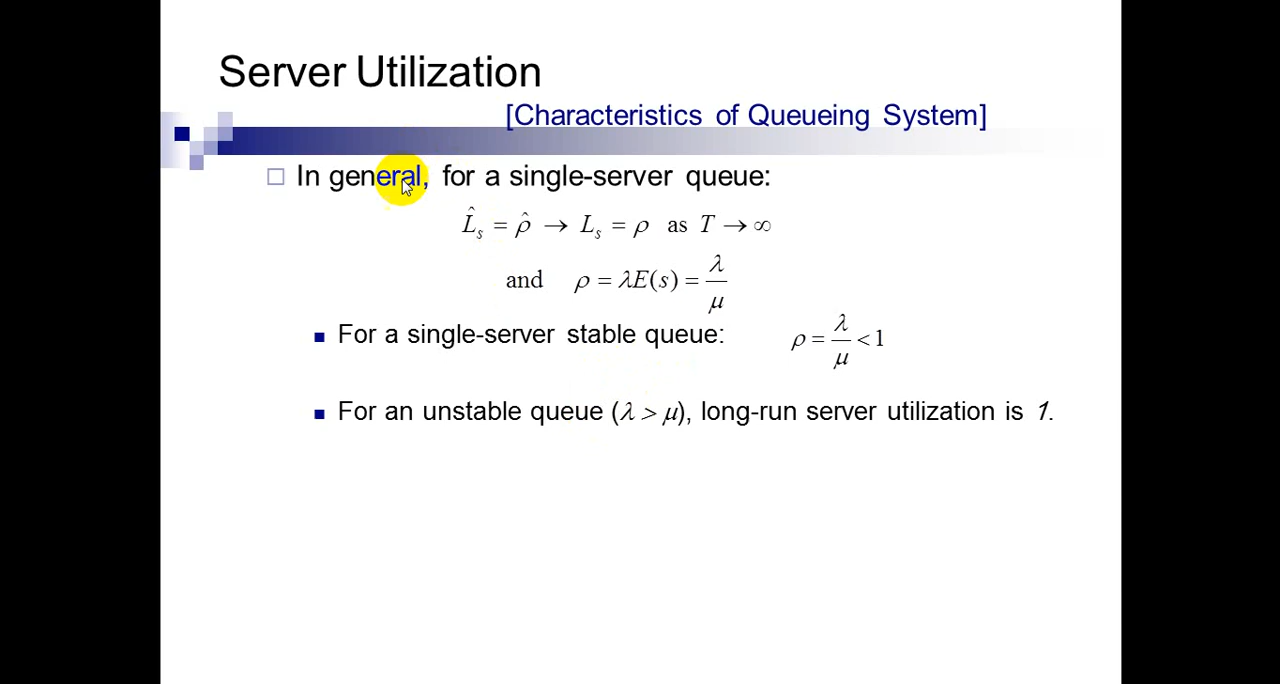 Server Utilization
[Characteristics of Queueing System]
In general, for a single-server queue:
L̂ₛ = ρ̂ → Lₛ = ρ as T → ∞
and ρ = λE(s) = λ/μ
For a single-server stable queue: ρ = λ/μ < 1
For an unstable queue (λ > μ), long-run server utilization is 1.